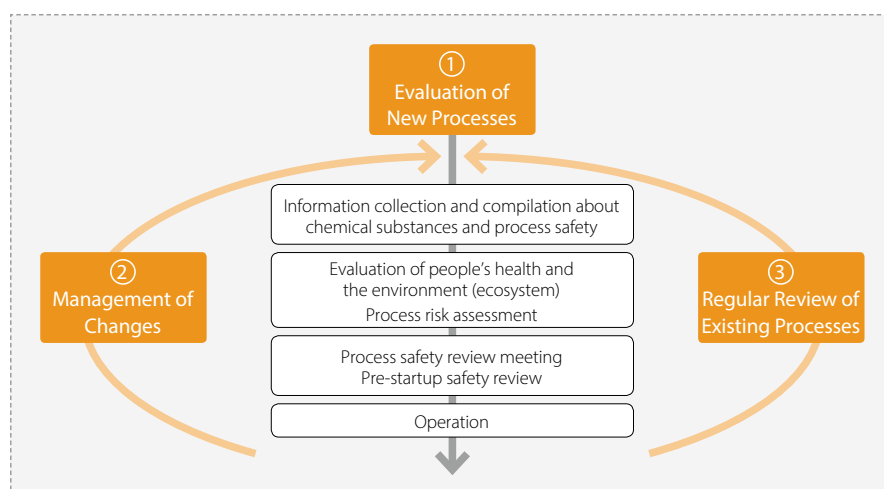 ①
Evaluation of
New Processes
Information collection and compilation about
chemical substances and process safety
Evaluation of people’s health and
the environment (ecosystem)
Process risk assessment
②
Management of
Changes
③
Regular Review of
Existing Processes
Process safety review meeting
Pre-startup safety review
Operation